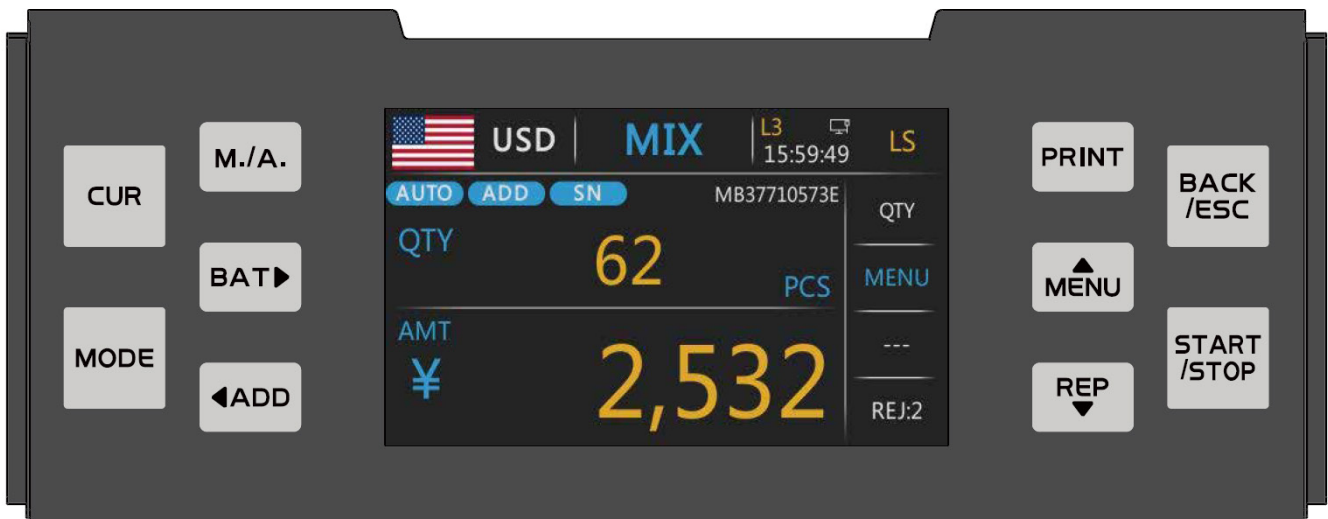 CUR
MODE
M./A.
BAT▶
◀ADD
USD
MIX
L3
15:59:49
LS
AUTO ADD SN MB37710573E
QTY
62
PCS
AMT
¥
2,532
QTY
MENU
---
REJ:2
PRINT
▲
MENU
REP
▼
BACK
/ESC
START
/STOP